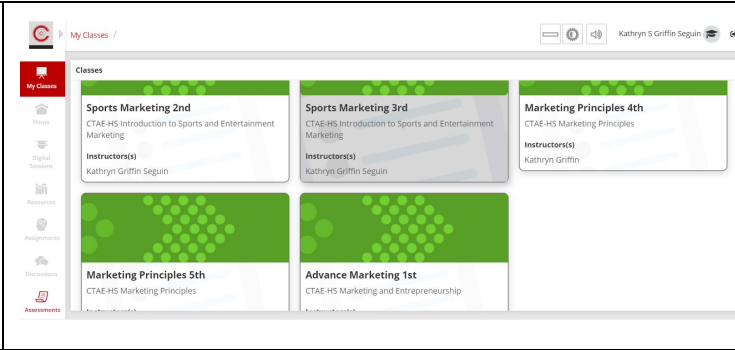 My Classes /
Kathryn S Griffin Seguin
My Classes
Home
Digital
Sessions
Resources
Assignments
Discussions
Assessments
Classes
Sports Marketing 2nd
CTAE-HS Introduction to Sports and Entertainment
Marketing
Instructors(s)
Kathryn Griffin Seguin
Sports Marketing 3rd
CTAE-HS Introduction to Sports and Entertainment
Marketing
Instructors(s)
Kathryn Griffin Seguin
Marketing Principles 4th
CTAE-HS Marketing Principles
Instructors(s)
Kathryn Griffin
Marketing Principles 5th
CTAE-HS Marketing Principles
Advance Marketing 1st
CTAE-HS Marketing and Entrepreneurship